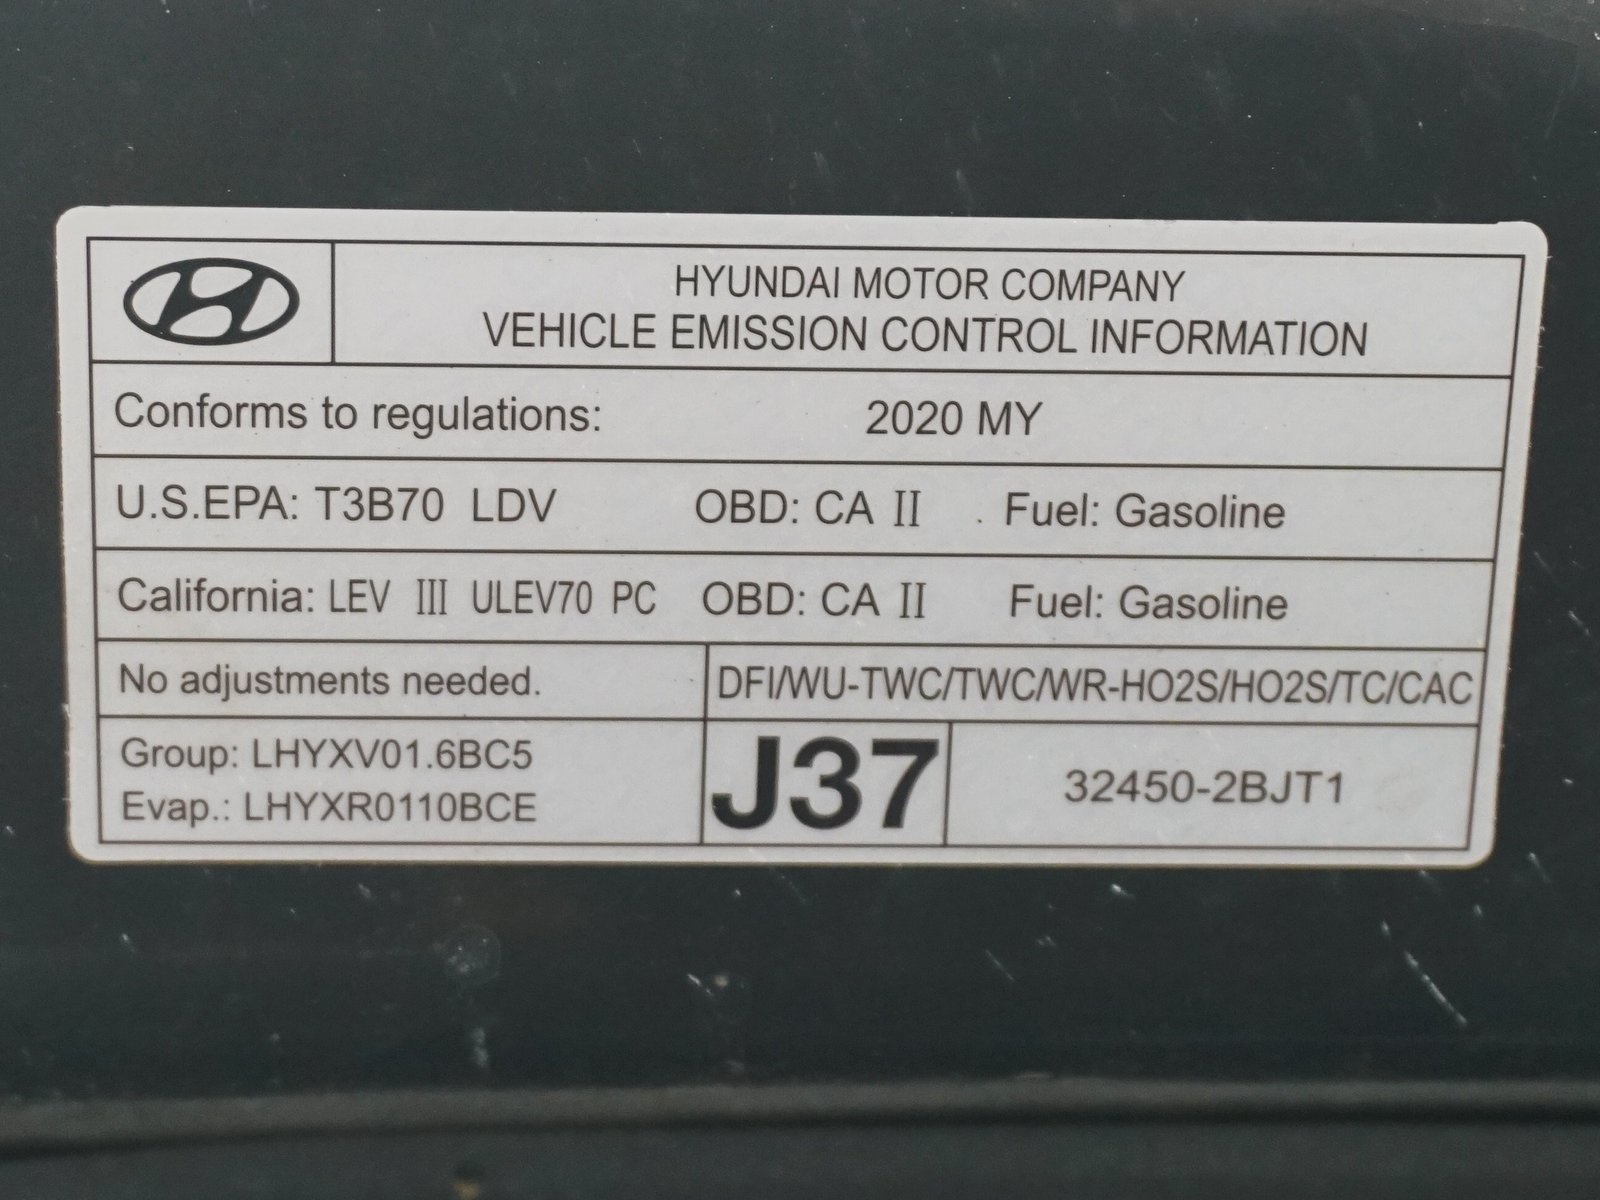 HYUNDAI MOTOR COMPANY
VEHICLE EMISSION CONTROL INFORMATION
Conforms to regulations: 2020 MY
U.S.EPA: T3B70 LDV OBD: CA II Fuel: Gasoline
California: LEV III ULEV70 PC OBD: CA II Fuel: Gasoline
No adjustments needed. DFI/WU-TWC/TWC/WR-HO2S/HO2S/TC/CAC
Group: LHYXV01.6BC5
Evap.: LHYXR0110BCE
J37
32450-2BJT1